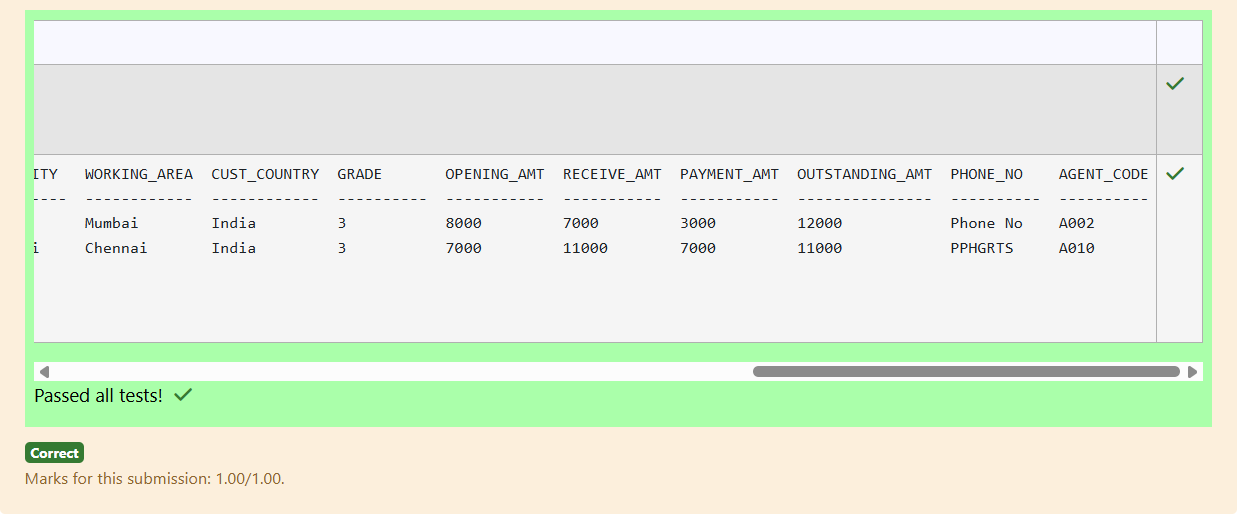 ITY WORKING_AREA CUST_COUNTRY GRADE OPENING_AMT RECEIVE_AMT PAYMENT_AMT OUTSTANDING_AMT PHONE_NO AGENT_CODE
---- ------------ ------------ ---------- ----------- ----------- ----------- --------------- ---------- ----------
Mumbai India 3 8000 7000 3000 12000 Phone No A002
i Chennai India 3 7000 11000 7000 11000 PPHGRTS A010
Passed all tests!
Correct
Marks for this submission: 1.00/1.00.